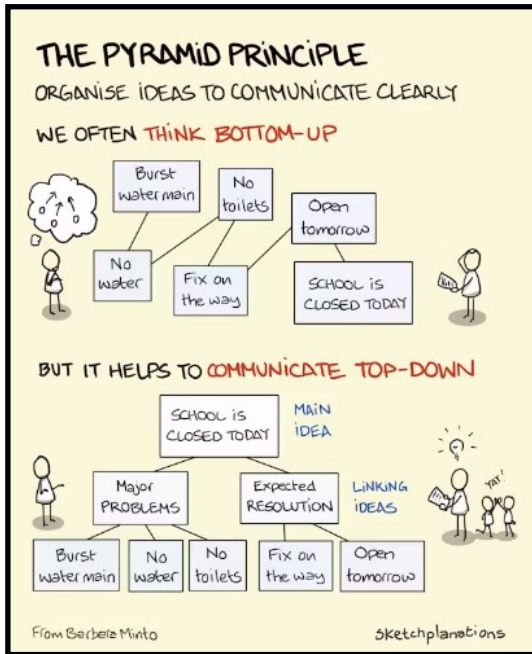 THE PYRAMID PRINCIPLE
ORGANISE IDEAS TO COMMUNICATE CLEARLY
WE OFTEN THINK BOTTOM-UP
Burst
water main
No
toilets
Open
tomorrow
No
water
Fix on
the way
SCHOOL IS
CLOSED TODAY
BUT IT HELPS TO COMMUNICATE TOP-DOWN
SCHOOL IS
CLOSED TODAY
MAIN
IDEA
Major
PROBLEMS
Expected
RESOLUTION
LINKING
IDEAS
YAY!
Burst
water main
No
water
No
toilets
Fix on
the way
Open
tomorrow
From Barbara Minto
sketchplanations